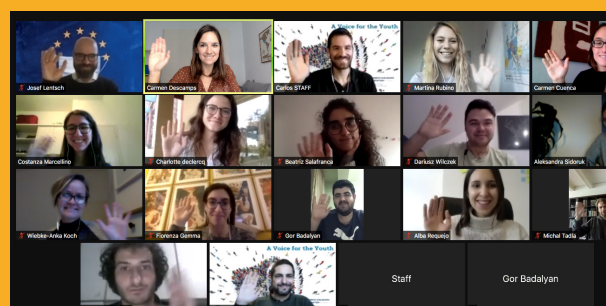 A Voice for the Youth
Josef Lentsch
Carmen Descamps
Carlos STAFF
Martina Rubino
Carmen Cuenca
Costanza Marcellino
Charlotte declercq
Beatriz Salafranca
Dariusz Wilczek
Aleksandra Sidoruk
Wiebke-Anka Koch
Fiorenza Gemma
Gor Badalyan
Alba Requejo
Michal Tadla
A Voice for the Youth
Staff
Gor Badalyan